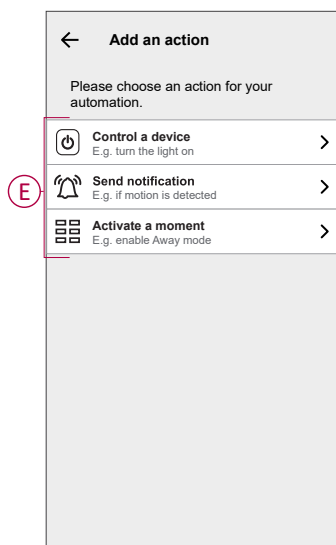 Add an action
Please choose an action for your
automation.
Control a device
E.g. turn the light on
E
Send notification
E.g. if motion is detected
Activate a moment
E.g. enable Away mode